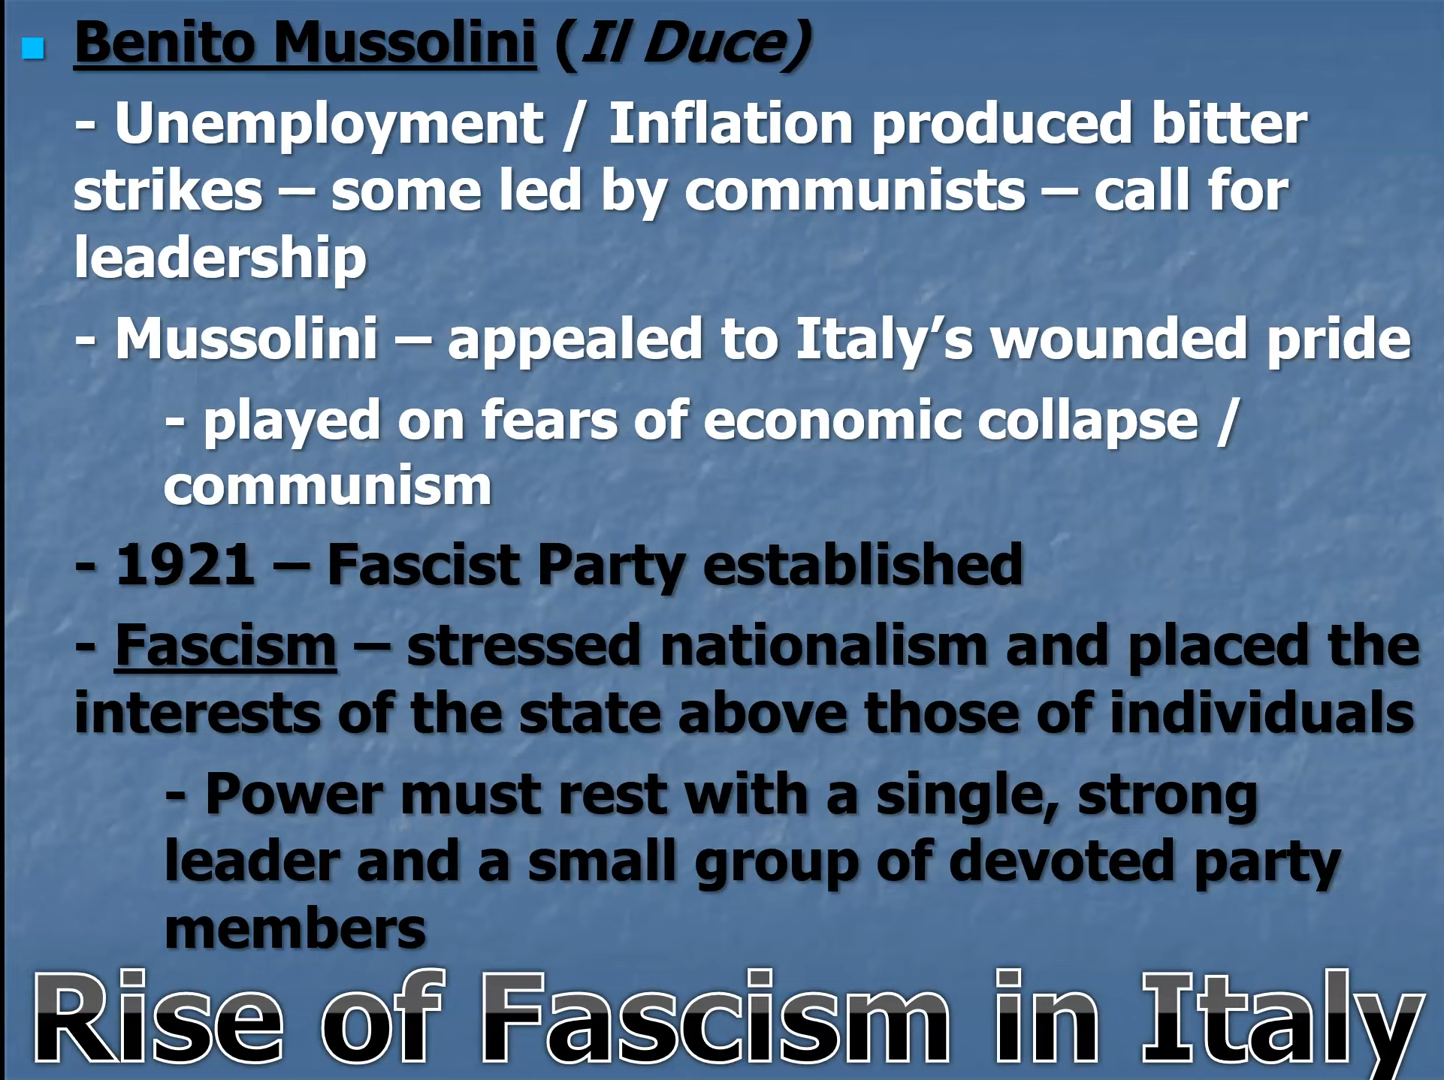 ■ Benito Mussolini (Il Duce)
- Unemployment / Inflation produced bitter
strikes – some led by communists – call for
leadership
- Mussolini – appealed to Italy’s wounded pride
- played on fears of economic collapse /
communism
- 1921 – Fascist Party established
- Fascism – stressed nationalism and placed the
interests of the state above those of individuals
- Power must rest with a single, strong
leader and a small group of devoted party
members
Rise of Fascism in Italy